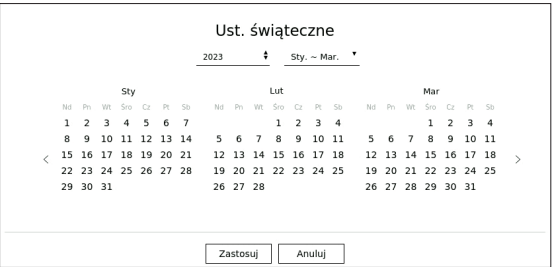 Ust. świąteczne
2023 Sty. ~ Mar.
Sty Lut Mar
Nd Pn Wt Śro Cz Pt Sb Nd Pn Wt Śro Cz Pt Sb Nd Pn Wt Śro Cz Pt Sb
1 2 3 4 5 6 7 1 2 3 4 1 2 3 4
8 9 10 11 12 13 14 5 6 7 8 9 10 11 5 6 7 8 9 10 11
15 16 17 18 19 20 21 12 13 14 15 16 17 18 12 13 14 15 16 17 18
22 23 24 25 26 27 28 19 20 21 22 23 24 25 19 20 21 22 23 24 25
29 30 31 26 27 28 26 27 28 29 30 31
Zastosuj Anuluj